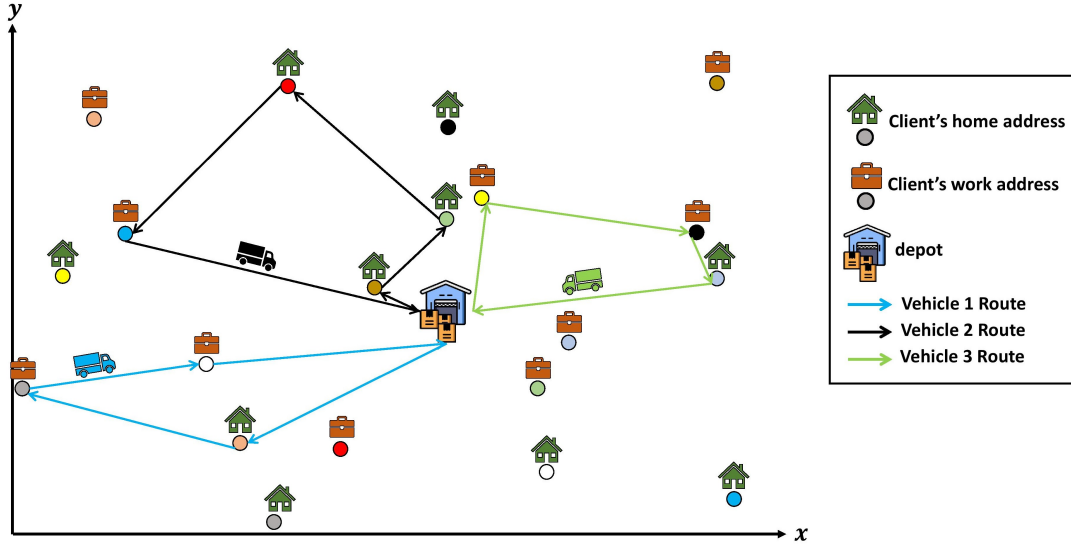 y
Client's home address
Client's work address
depot
Vehicle 1 Route
Vehicle 2 Route
Vehicle 3 Route
x